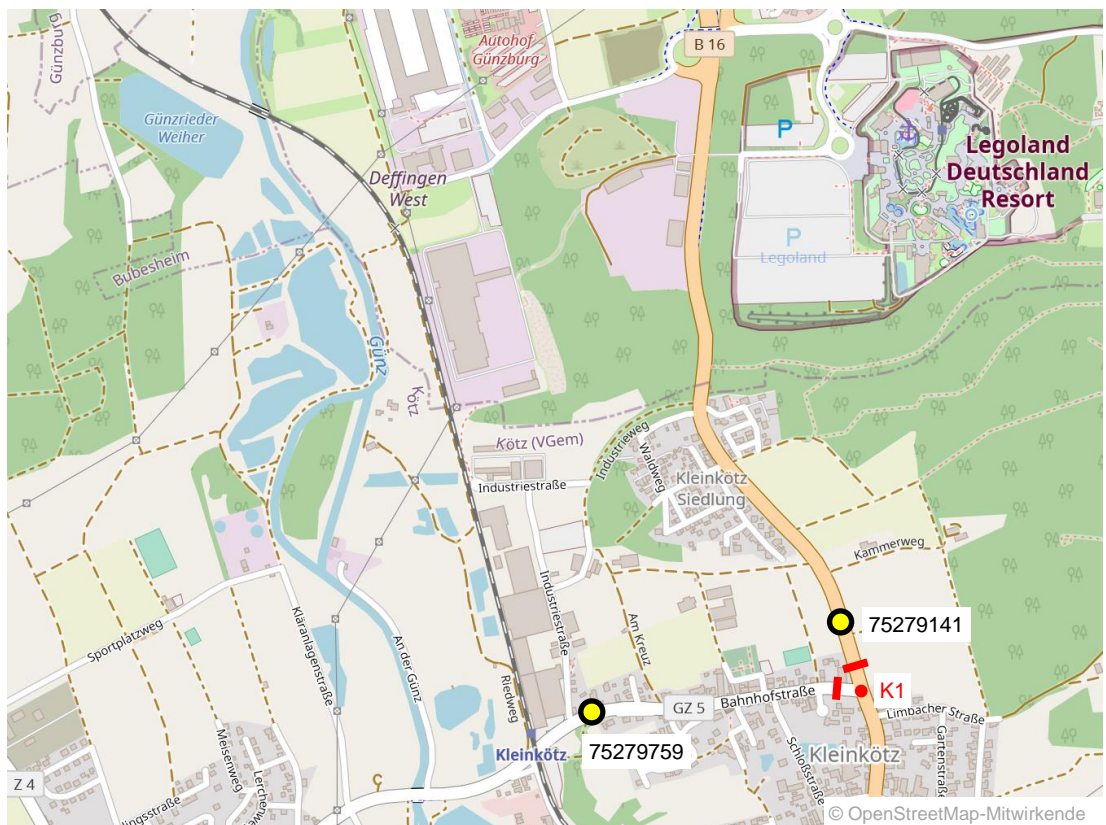 Günzburg
Autohof
Günzburg
B 16
Günzrieder
Weiher
P
Legoland
Deutschland
Resort
Deffingen
West
P
Legoland
Bubesheim
Günz
Kötz
Kötz (VGem)
Industrieweg
Waldweg
Kleinkötz
Siedlung
Industriestraße
Kammerweg
Industriestraße
Am Kreuz
75279141
Sportplatzweg
Kläranlagenstraße
An der Günz
Riedweg
K1
Bahnhofstraße
GZ 5
Limbacher Straße
Kleinkötz
75279759
Schloßstraße
Kleinkötz
Gartenstraße
Meisenweg
Z 4
© OpenStreetMap-Mitwirkende